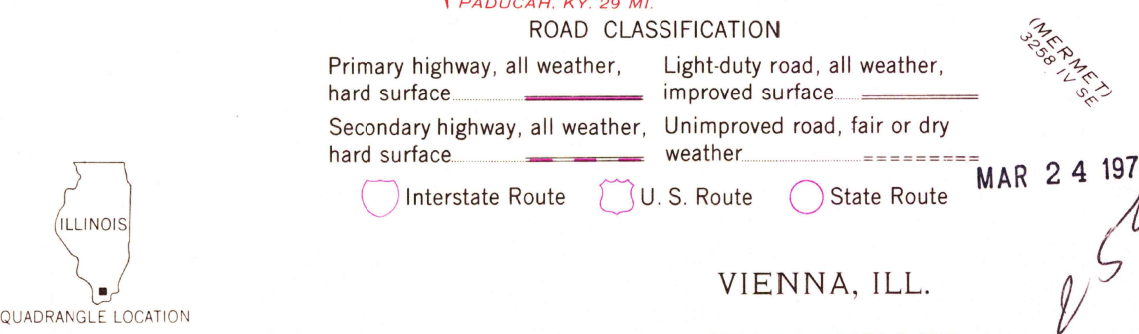 PADUCAH, KY. 29 MI.
ROAD CLASSIFICATION
Primary highway, all weather,
hard surface
Light-duty road, all weather,
improved surface
Secondary highway, all weather,
hard surface
Unimproved road, fair or dry
weather
Interstate Route
U. S. Route
State Route
(MERMET)
3258 IV SE
MAR 24 197
ILLINOIS
QUADRANGLE LOCATION
VIENNA, ILL.